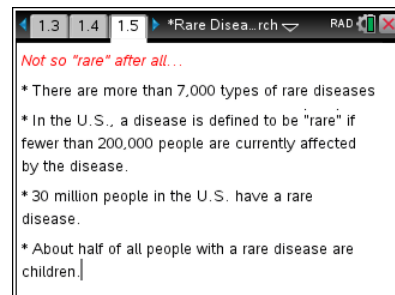 1.3 1.4 1.5 *Rare Disea…rch RAD
Not so "rare" after all...
* There are more than 7,000 types of rare diseases
* In the U.S., a disease is defined to be "rare" if
fewer than 200,000 people are currently affected
by the disease.
* 30 million people in the U.S. have a rare
disease.
* About half of all people with a rare disease are
children.